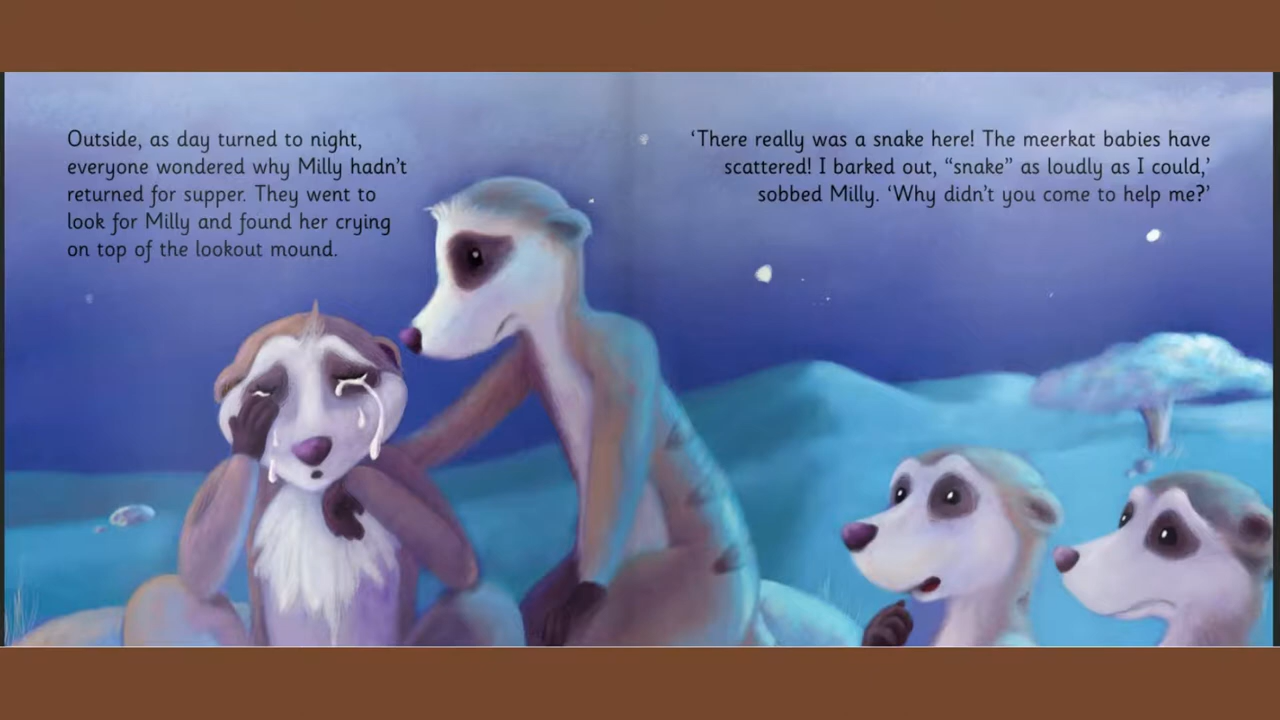 Outside, as day turned to night,
everyone wondered why Milly hadn’t
returned for supper. They went to
look for Milly and found her crying
on top of the lookout mound.
‘There really was a snake here! The meerkat babies have
scattered! I barked out, “snake” as loudly as I could,’
sobbed Milly. ‘Why didn’t you come to help me?’